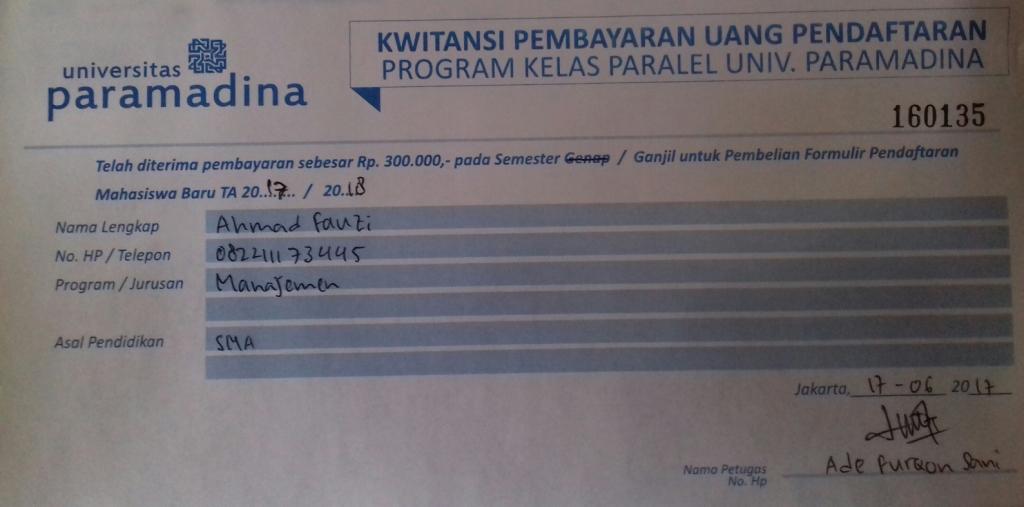 universitas
paramadina
KWITANSI PEMBAYARAN UANG PENDAFTARAN
PROGRAM KELAS PARALEL UNIV. PARAMADINA
160135
Telah diterima pembayaran sebesar Rp. 300.000,- pada Semester Genap / Ganjil untuk Pembelian Formulir Pendaftaran
Mahasiswa Baru TA 20..17.. / 20..18
Nama Lengkap Ahmad Fauzi
No. HP / Telepon 082211173445
Program / Jurusan Manajemen
Asal Pendidikan SMA
Jakarta, 17 - 06 2017
Nama Petugas Ade Furqon Sani
No. Hp